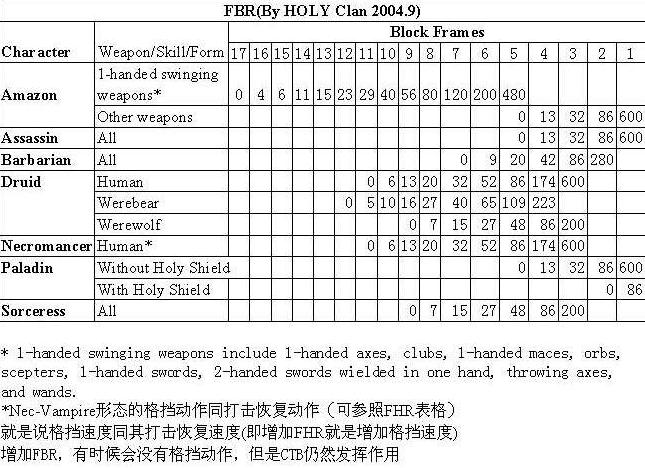 FBR(By HOLY Clan 2004.9)
Block Frames
Character Weapon/Skill/Form 17 16 15 14 13 12 11 10 9 8 7 6 5 4 3 2 1
1-handed swinging
Amazon weapons* 0 4 6 11 15 23 29 40 56 80 120 200 480
Other weapons 0 13 32 86 600
Assassin All 0 13 32 86 600
Barbarian All 0 9 20 42 86 280
Druid Human 0 6 13 20 32 52 86 174 600
Werebear 0 5 10 16 27 40 65 109 223
Werewolf 0 7 15 27 48 86 200
Necromancer Human* 0 6 13 20 32 52 86 174 600
Paladin Without Holy Shield 0 13 32 86 600
With Holy Shield 0 86
Sorceress All 0 7 15 27 48 86 200
* 1-handed swinging weapons include 1-handed axes, clubs, 1-handed maces, orbs,
scepters, 1-handed swords, 2-handed swords wielded in one hand, throwing axes,
and wands.
*Nec-Vampire形态的格挡动作同打击恢复动作（可参照FHR表格）
就是说格挡速度同其打击恢复速度(即增加FHR就是增加格挡速度)
增加FBR，有时候会没有格挡动作，但是CTB仍然发挥作用